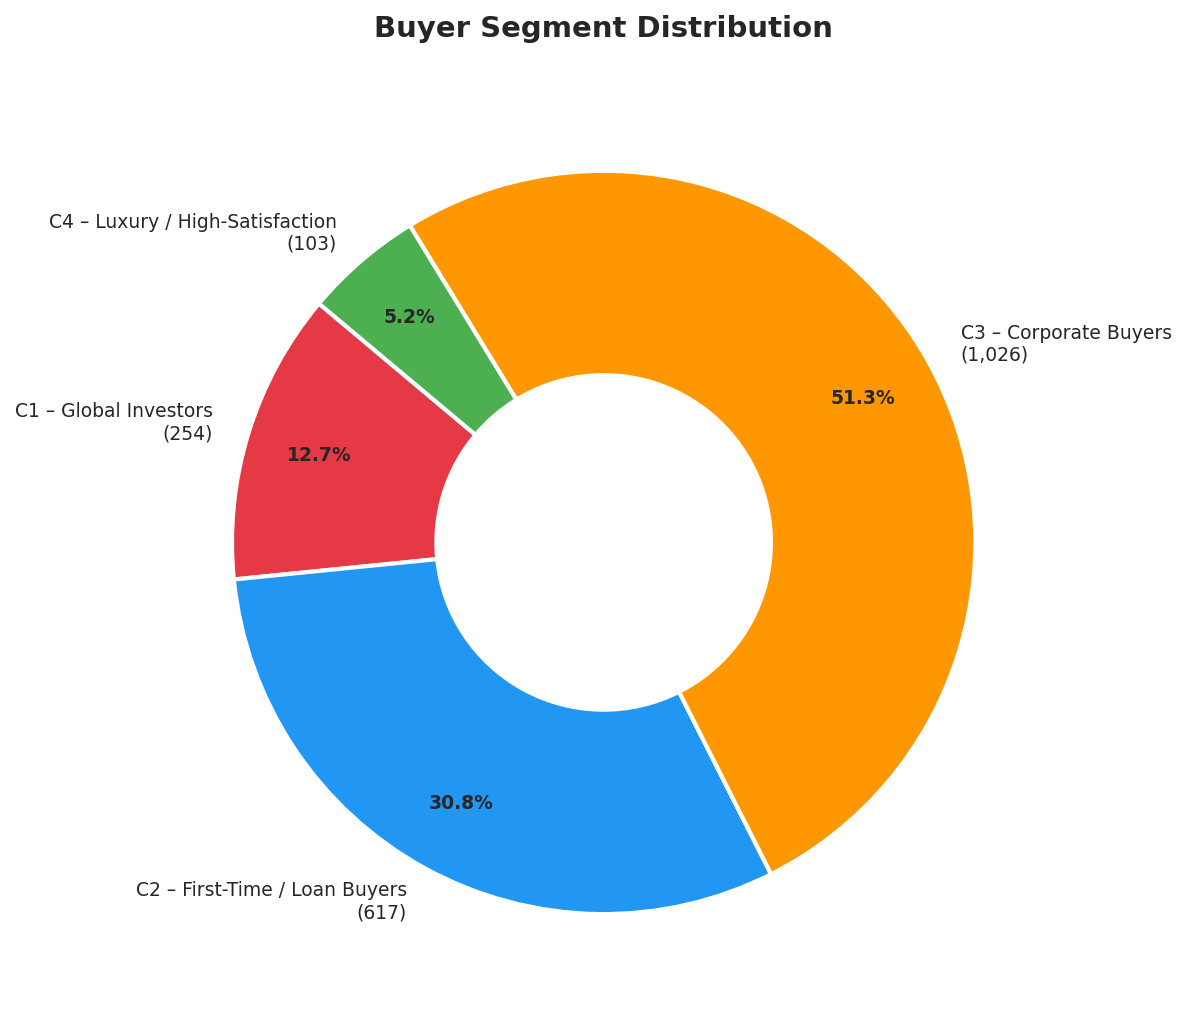 Buyer Segment Distribution
C4 – Luxury / High-Satisfaction
(103)
5.2%
C3 – Corporate Buyers
(1,026)
51.3%
C1 – Global Investors
(254)
12.7%
30.8%
C2 – First-Time / Loan Buyers
(617)